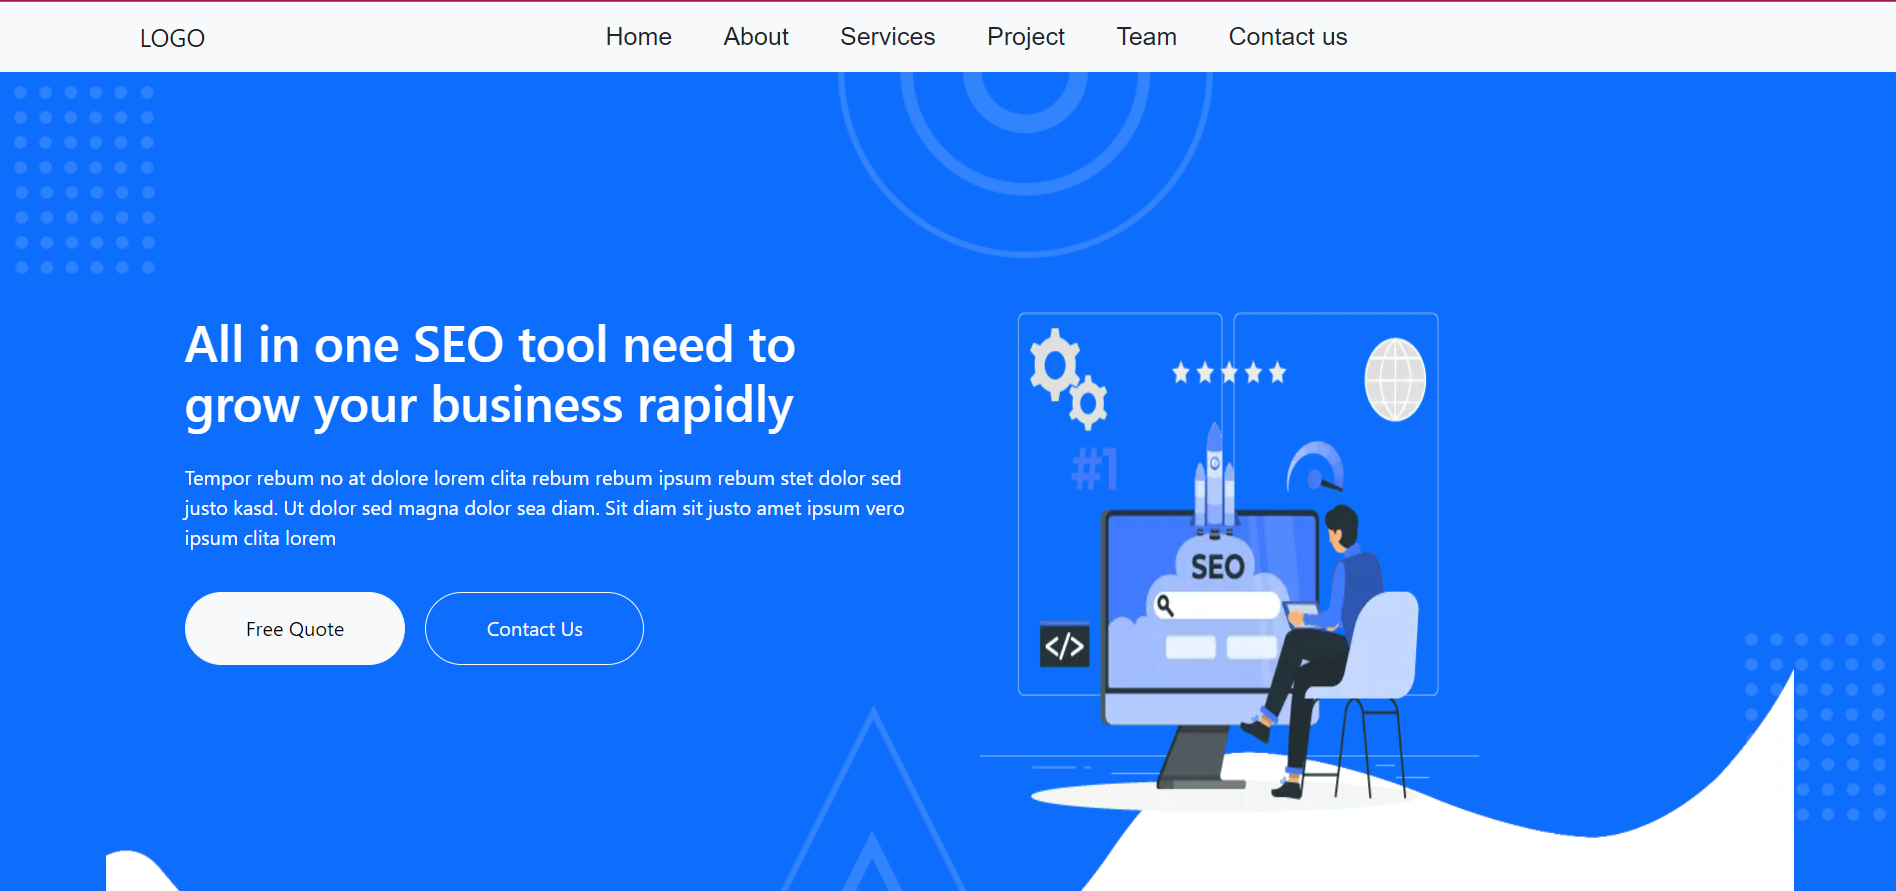 LOGO
Home About Services Project Team Contact us
All in one SEO tool need to
grow your business rapidly
Tempor rebum no at dolore lorem clita rebum rebum ipsum rebum stet dolor sed
justo kasd. Ut dolor sed magna dolor sea diam. Sit diam sit justo amet ipsum vero
ipsum clita lorem
Free Quote
Contact Us
#1
SEO
</>